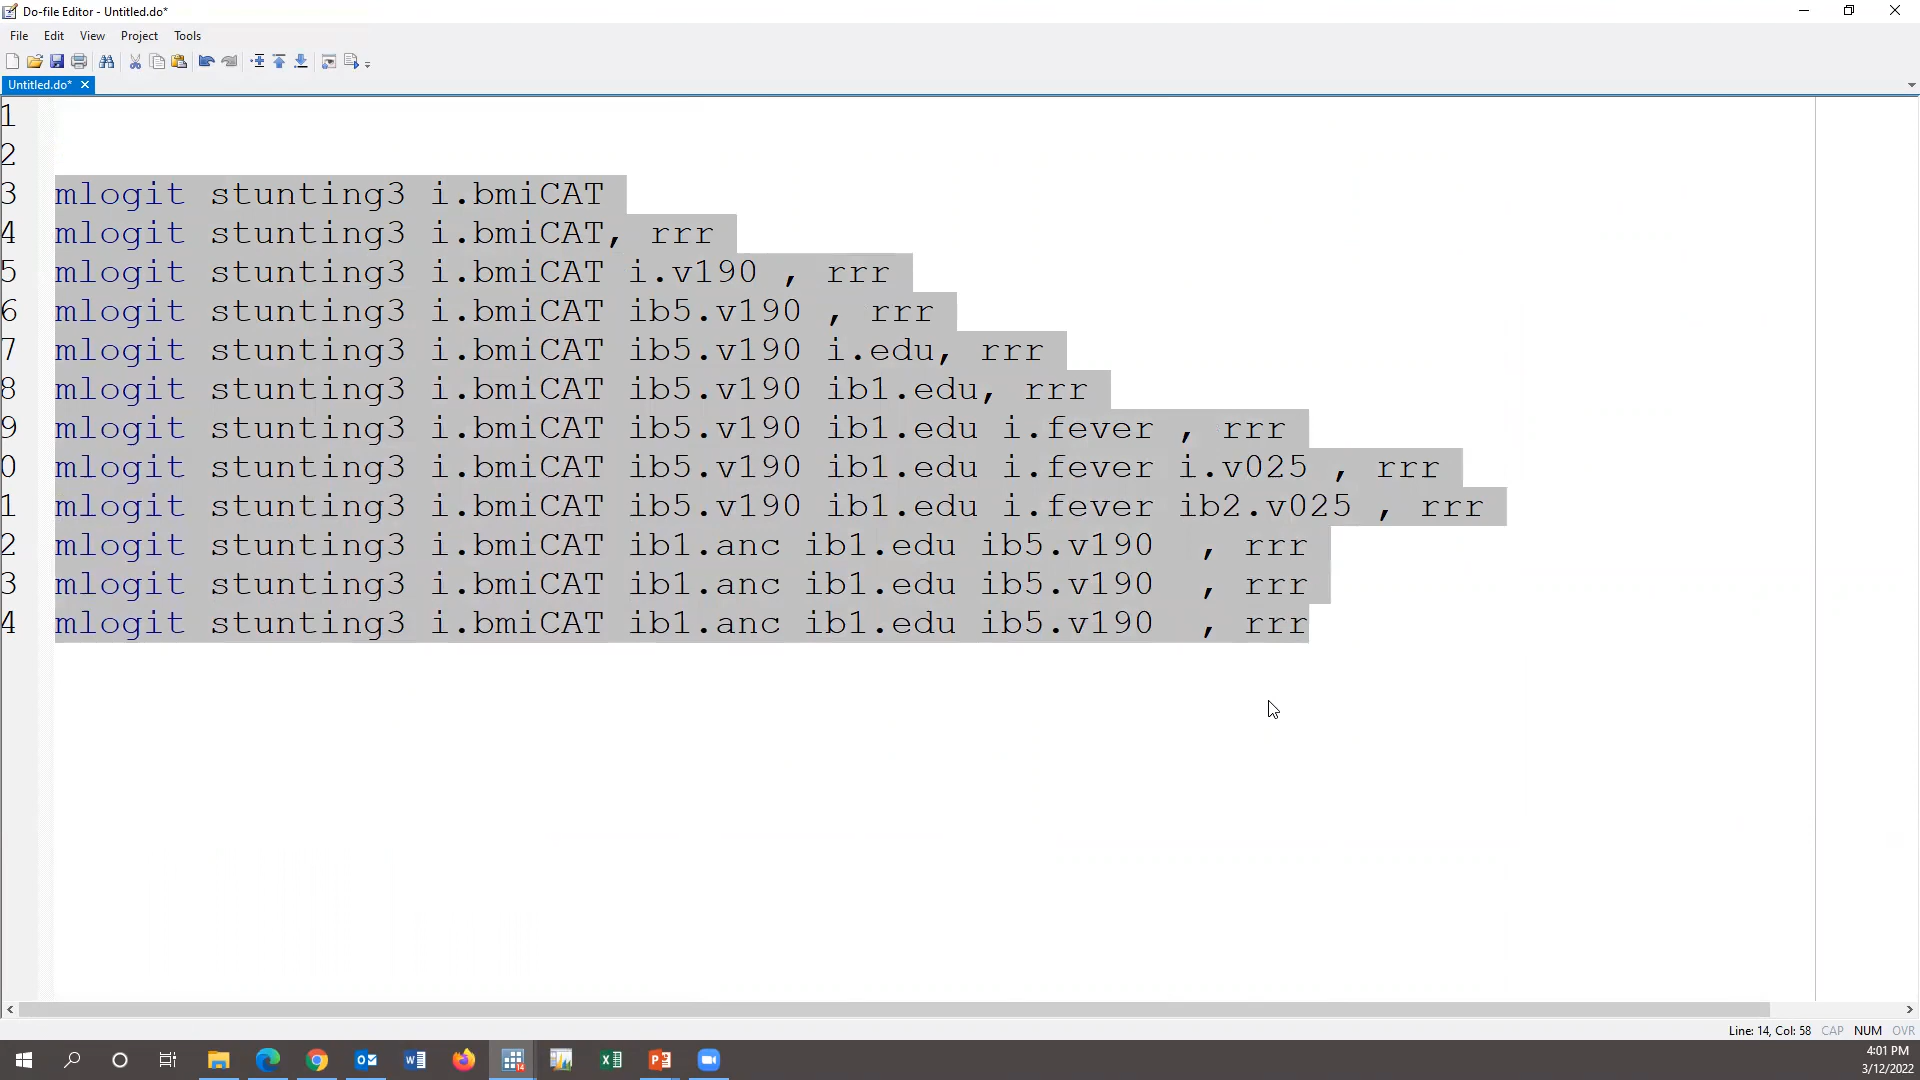 Do-file Editor - Untitled.do*
File Edit View Project Tools
Untitled.do*
1
2
3 mlogit stunting3 i.bmiCAT
4 mlogit stunting3 i.bmiCAT, rrr
5 mlogit stunting3 i.bmiCAT i.v190 , rrr
6 mlogit stunting3 i.bmiCAT ib5.v190 , rrr
7 mlogit stunting3 i.bmiCAT ib5.v190 i.edu, rrr
8 mlogit stunting3 i.bmiCAT ib5.v190 ib1.edu, rrr
9 mlogit stunting3 i.bmiCAT ib5.v190 ib1.edu i.fever , rrr
0 mlogit stunting3 i.bmiCAT ib5.v190 ib1.edu i.fever i.v025 , rrr
1 mlogit stunting3 i.bmiCAT ib5.v190 ib1.edu i.fever ib2.v025 , rrr
2 mlogit stunting3 i.bmiCAT ib1.anc ib1.edu ib5.v190  , rrr
3 mlogit stunting3 i.bmiCAT ib1.anc ib1.edu ib5.v190  , rrr
4 mlogit stunting3 i.bmiCAT ib1.anc ib1.edu ib5.v190  , rrr
Line: 14, Col: 58 CAP NUM OVR
4:01 PM
3/12/2022